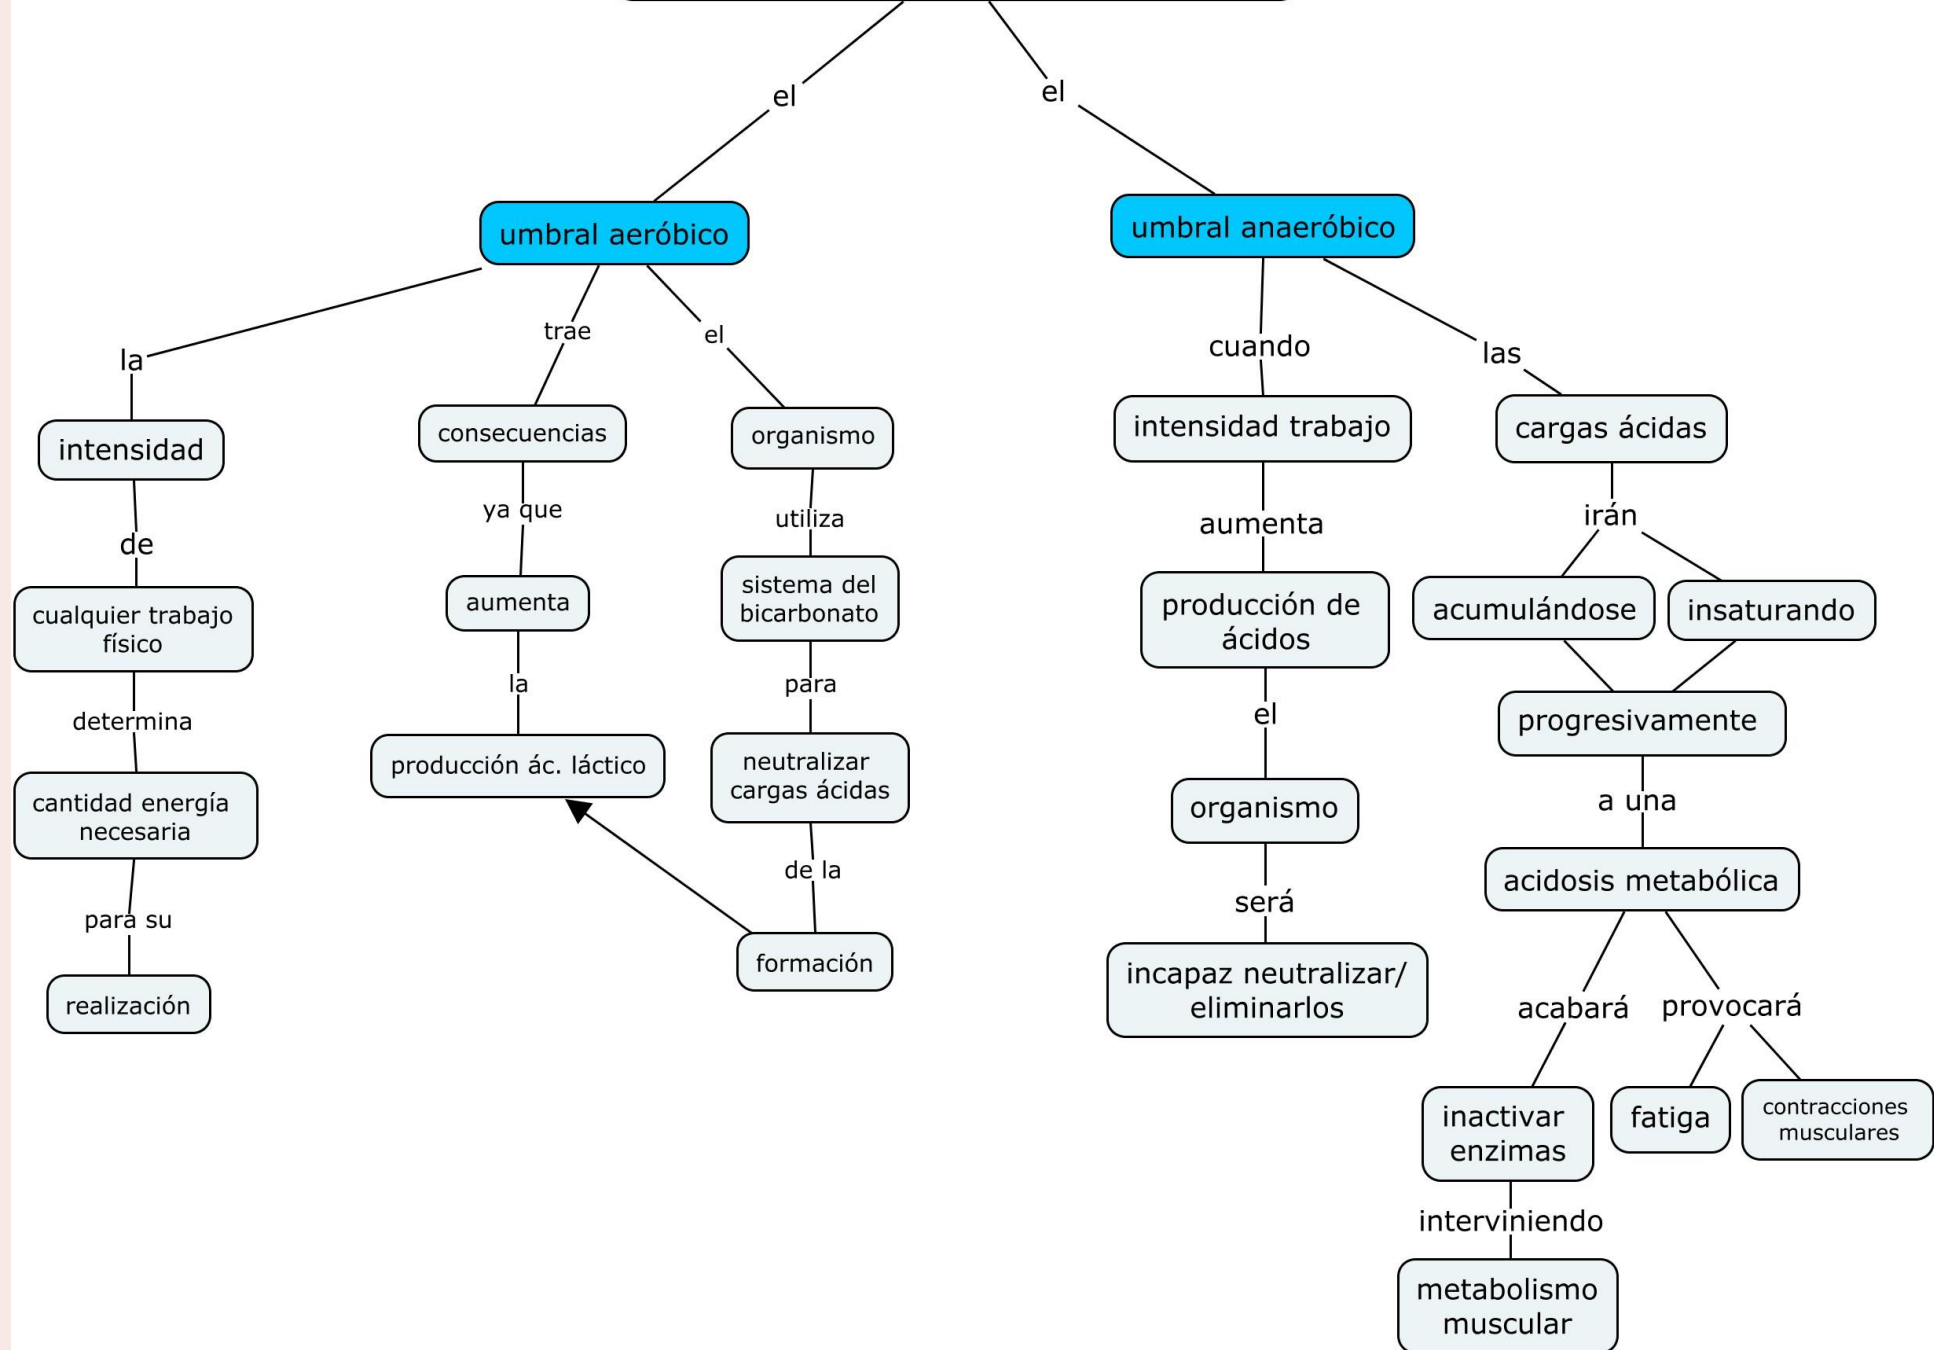 el
el
umbral aeróbico
umbral anaeróbico
la
trae
el
cuando
las
intensidad
consecuencias
organismo
intensidad trabajo
cargas ácidas
de
ya que
utiliza
aumenta
irán
cualquier trabajo
físico
aumenta
sistema del
bicarbonato
producción de
ácidos
acumulándose
insaturando
determina
la
para
el
progresivamente
cantidad energía
necesaria
producción ác. láctico
neutralizar
cargas ácidas
organismo
a una
para su
de la
será
acidosis metabólica
realización
formación
incapaz neutralizar/
eliminarlos
acabará
provocará
inactivar
enzimas
fatiga
contracciones
musculares
interviniendo
metabolismo
muscular